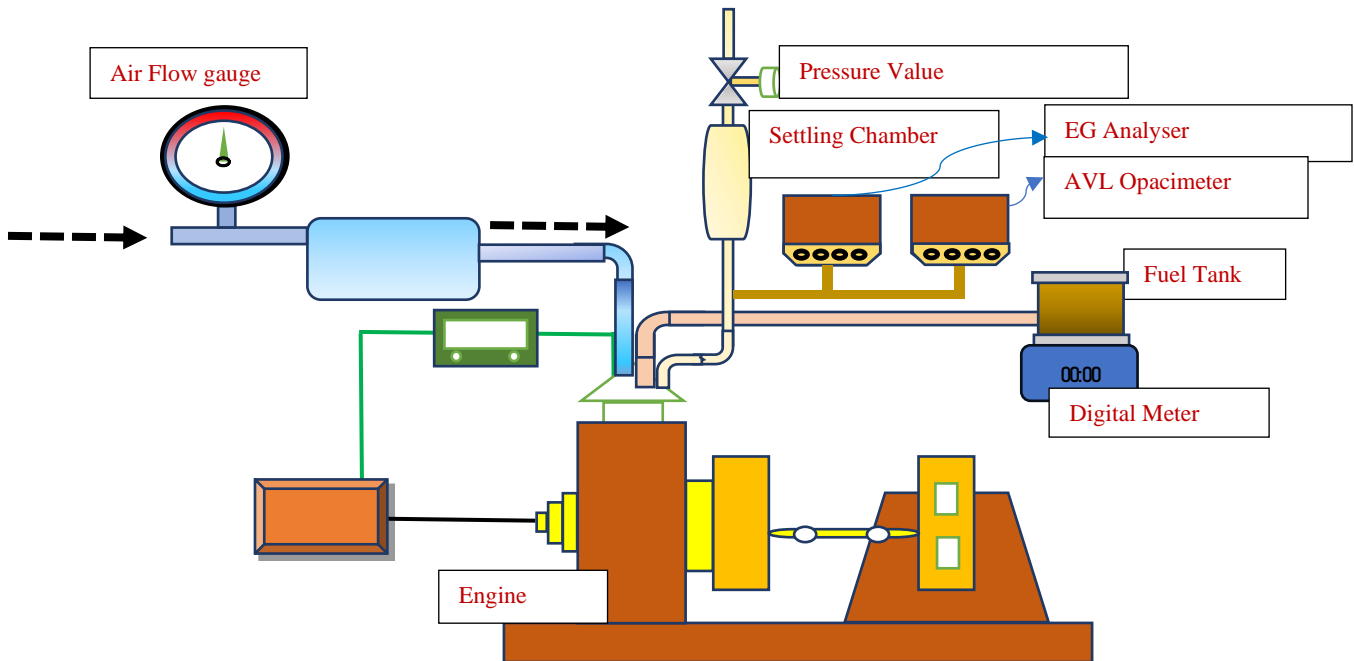 Air Flow gauge
Pressure Value
Settling Chamber
EG Analyser
AVL Opacimeter
Fuel Tank
00:00
Digital Meter
Engine